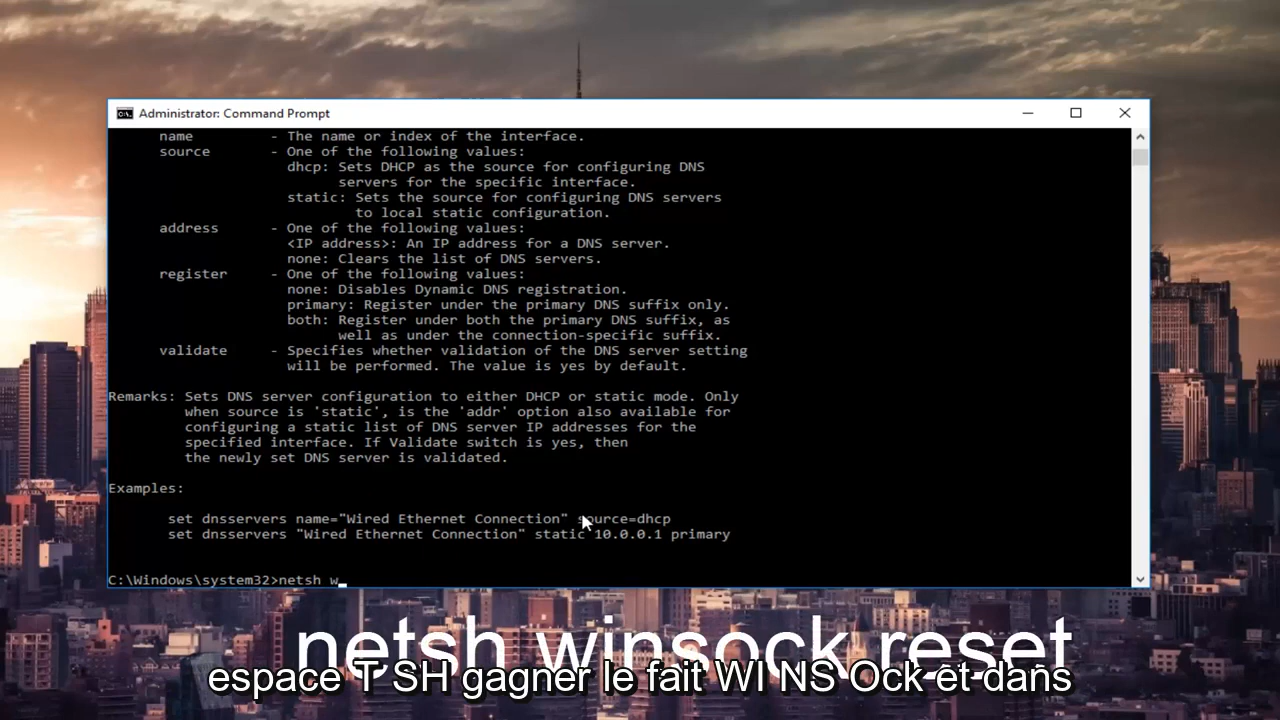 Administrator: Command Prompt
name - The name or index of the interface.
source - One of the following values:
dhcp: Sets DHCP as the source for configuring DNS
servers for the specific interface.
static: Sets the source for configuring DNS servers
to local static configuration.
address - One of the following values:
<IP address>: An IP address for a DNS server.
none: Clears the list of DNS servers.
register - One of the following values:
none: Disables Dynamic DNS registration.
primary: Register under the primary DNS suffix only.
both: Register under both the primary DNS suffix, as
well as under the connection-specific suffix.
validate - Specifies whether validation of the DNS server setting
will be performed. The value is yes by default.
Remarks: Sets DNS server configuration to either DHCP or static mode. Only
when source is 'static', is the 'addr' option also available for
configuring a static list of DNS server IP addresses for the
specified interface. If Validate switch is yes, then
the newly set DNS server is validated.
Examples:
set dnsservers name="Wired Ethernet Connection" source=dhcp
set dnsservers "Wired Ethernet Connection" static 10.0.0.1 primary
C:\Windows\system32>netsh w_
netsh winsock reset
espace T SH gagner le fait WI NS Ock et dans